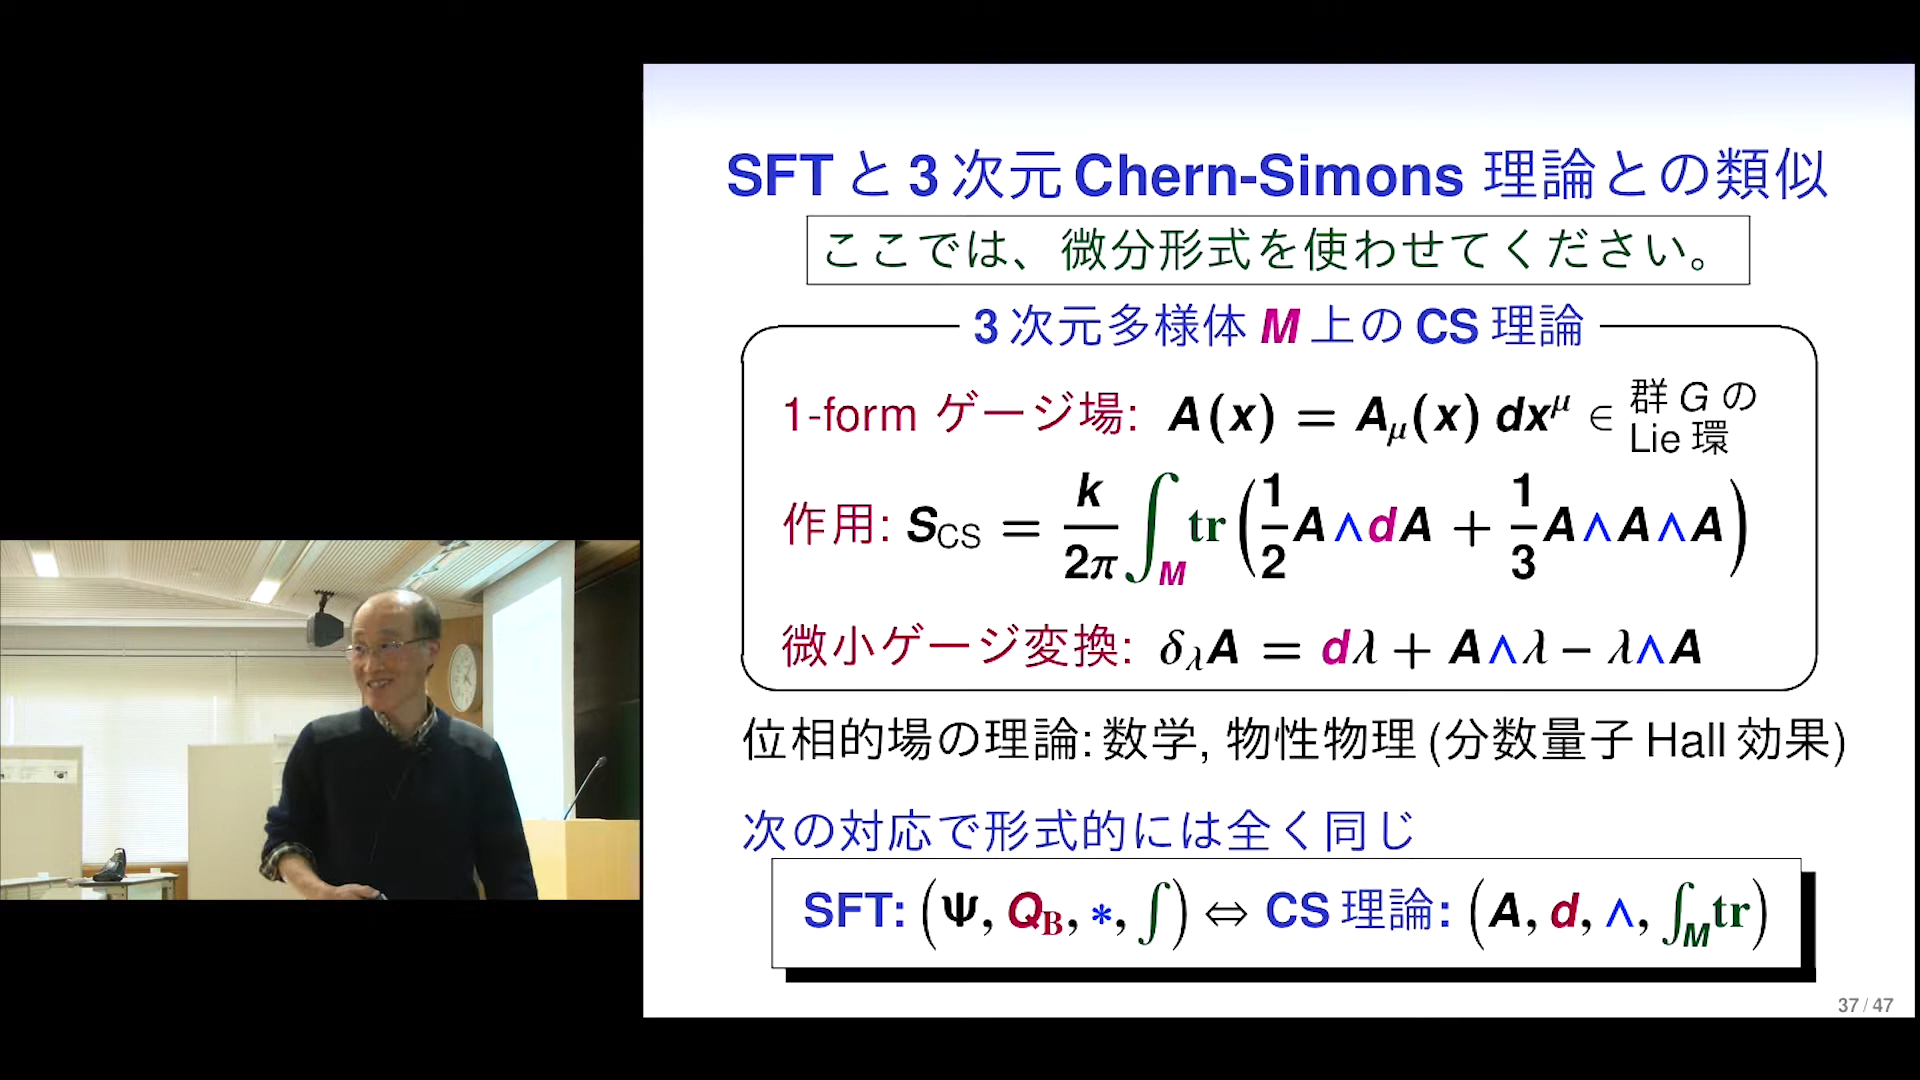 SFT と 3 次元 Chern-Simons 理論との類似
ここでは、微分形式を使わせてください。
3 次元多様体 M 上の CS 理論
1-form ゲージ場: A(x) = A_μ(x) dx^μ ∈ 群 G の Lie 環
作用: S_CS = k/2π ∫_M tr(1/2 A∧dA + 1/3 A∧A∧A)
微小ゲージ変換: δ_λA = dλ + A∧λ − λ∧A
位相的場の理論: 数学, 物性物理 (分数量子 Hall 効果)
次の対応で形式的には全く同じ
SFT: (Ψ, Q_B, *, ∫) ⇔ CS 理論: (A, d, ∧, ∫_M tr)
37 / 47